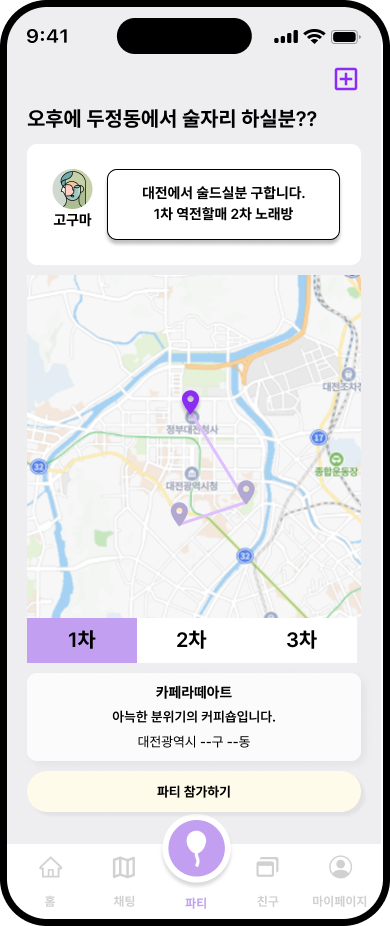 9:41
오후에 두정동에서 술자리 하실분??
대전에서 술드실분 구합니다.
1차 역전할매 2차 노래방
고구마
대전조차장
정부대전청사
17
종합운동장
32
대전광역시청
32
1차
2차
3차
카페라떼아트
아늑한 분위기의 커피숍입니다.
대전광역시 --구 --동
파티 참가하기
홈
채팅
파티
친구
마이페이지